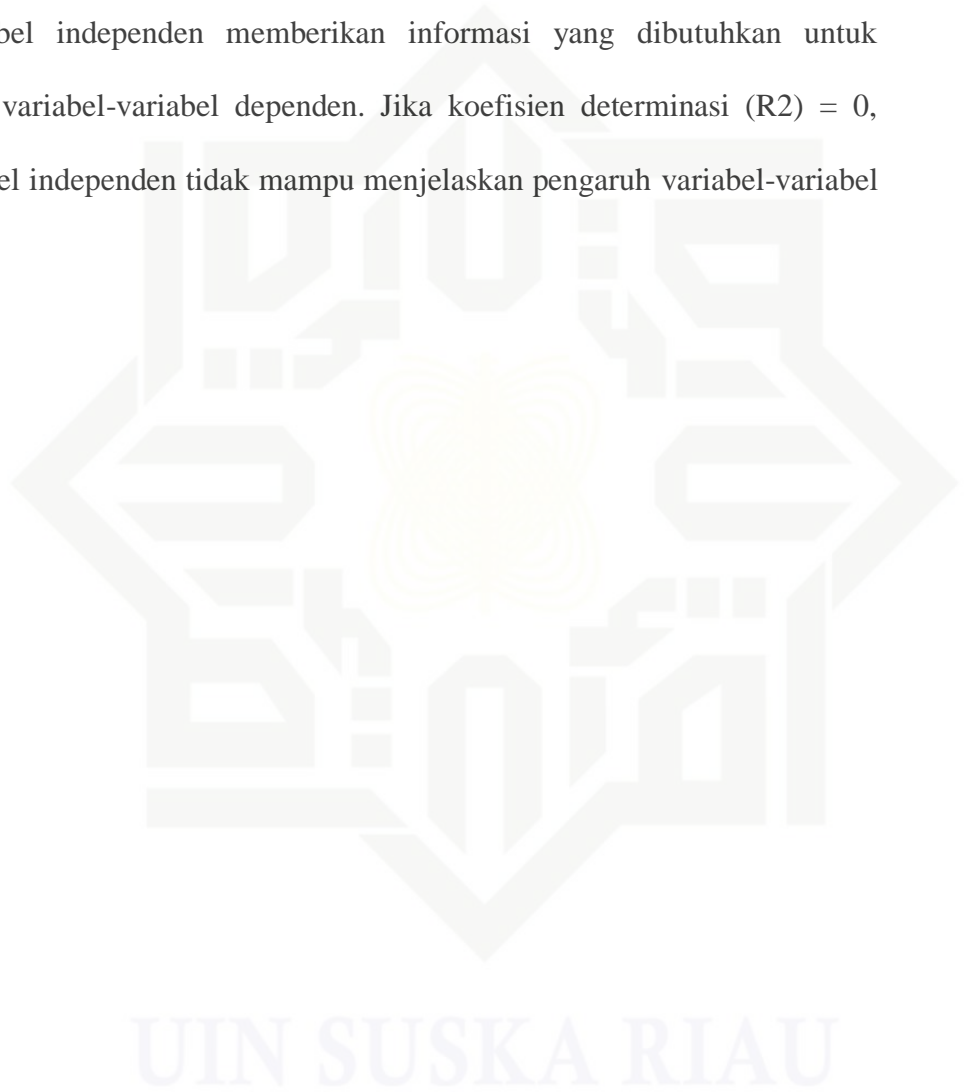 bel independen memberikan informasi yang dibutuhkan untuk
variabel-variabel dependen. Jika koefisien determinasi (R2) = 0,
el independen tidak mampu menjelaskan pengaruh variabel-variabel
UIN SUSKA RIAU